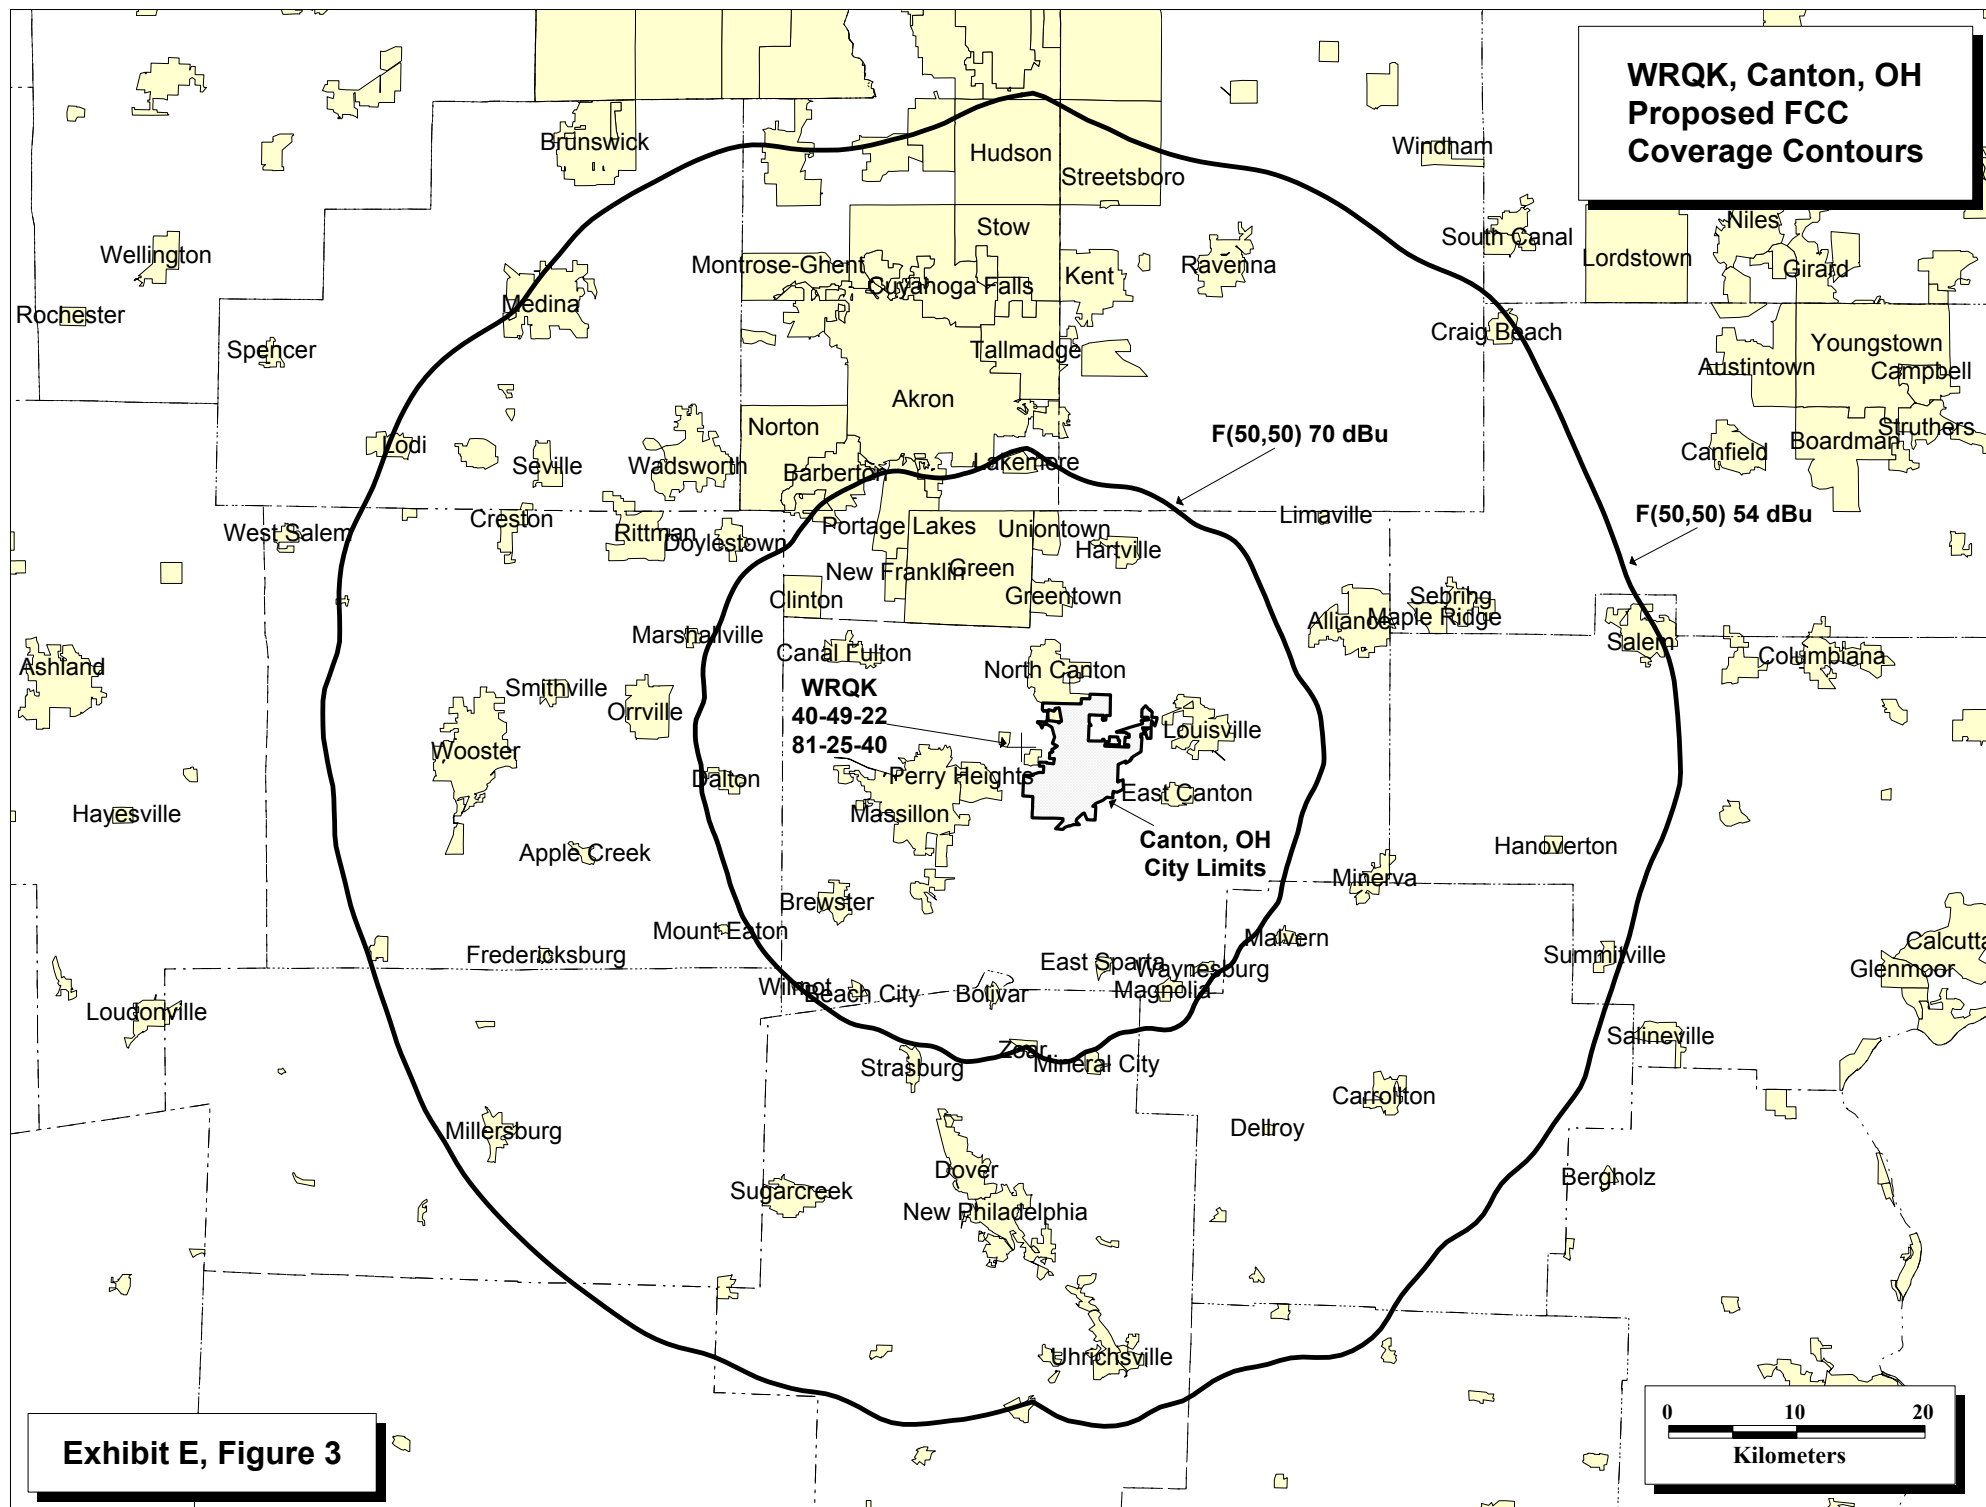 WRQK, Canton, OH
Proposed FCC
Coverage Contours
Brunswick
Hudson
Windham
Streetsboro
Niles
Stow
South Canal
Wellington
Lordstown
Montrose-Ghent
Ravenna
Girard
Kent
Cuyahoga Falls
Medina
Rochester
Craig Beach
Youngstown
Spencer
Tallmadge
Austintown
Campbell
Akron
Norton
F(50,50) 70 dBu
Struthers
Boardman
Lodi
Canfield
Seville
Wadsworth
Lakemore
Barberton
F(50,50) 54 dBu
Limaville
Creston
Portage Lakes
Uniontown
West Salem
Rittman
Doylestown
Hartville
New Franklin
Green
Clinton
Greentown
Sebring
Maple Ridge
Alliance
Marshallville
Salem
Canal Fulton
Columbiana
Ashland
North Canton
Smithville
WRQK
40-49-22
81-25-40
Orrville
Louisville
Wooster
Perry Heights
Dalton
East Canton
Hayesville
Massillon
Canton, OH
City Limits
Hanoverton
Apple Creek
Minerva
Brewster
Mount Eaton
Malvern
Calcutta
Fredericksburg
Summitville
East Sparta
Waynesburg
Glenmoor
Wilmot
Beach City
Bolivar
Magnolia
Loudonville
Salineville
Zoar
Strasburg
Mineral City
Carrollton
Dellroy
Millersburg
Dover
Bergholz
Sugarcreek
New Philadelphia
Uhrichsville
0 10 20
Kilometers
Exhibit E, Figure 3